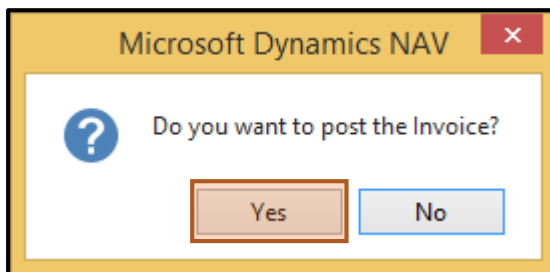 Microsoft Dynamics NAV
Do you want to post the Invoice?
Yes
No